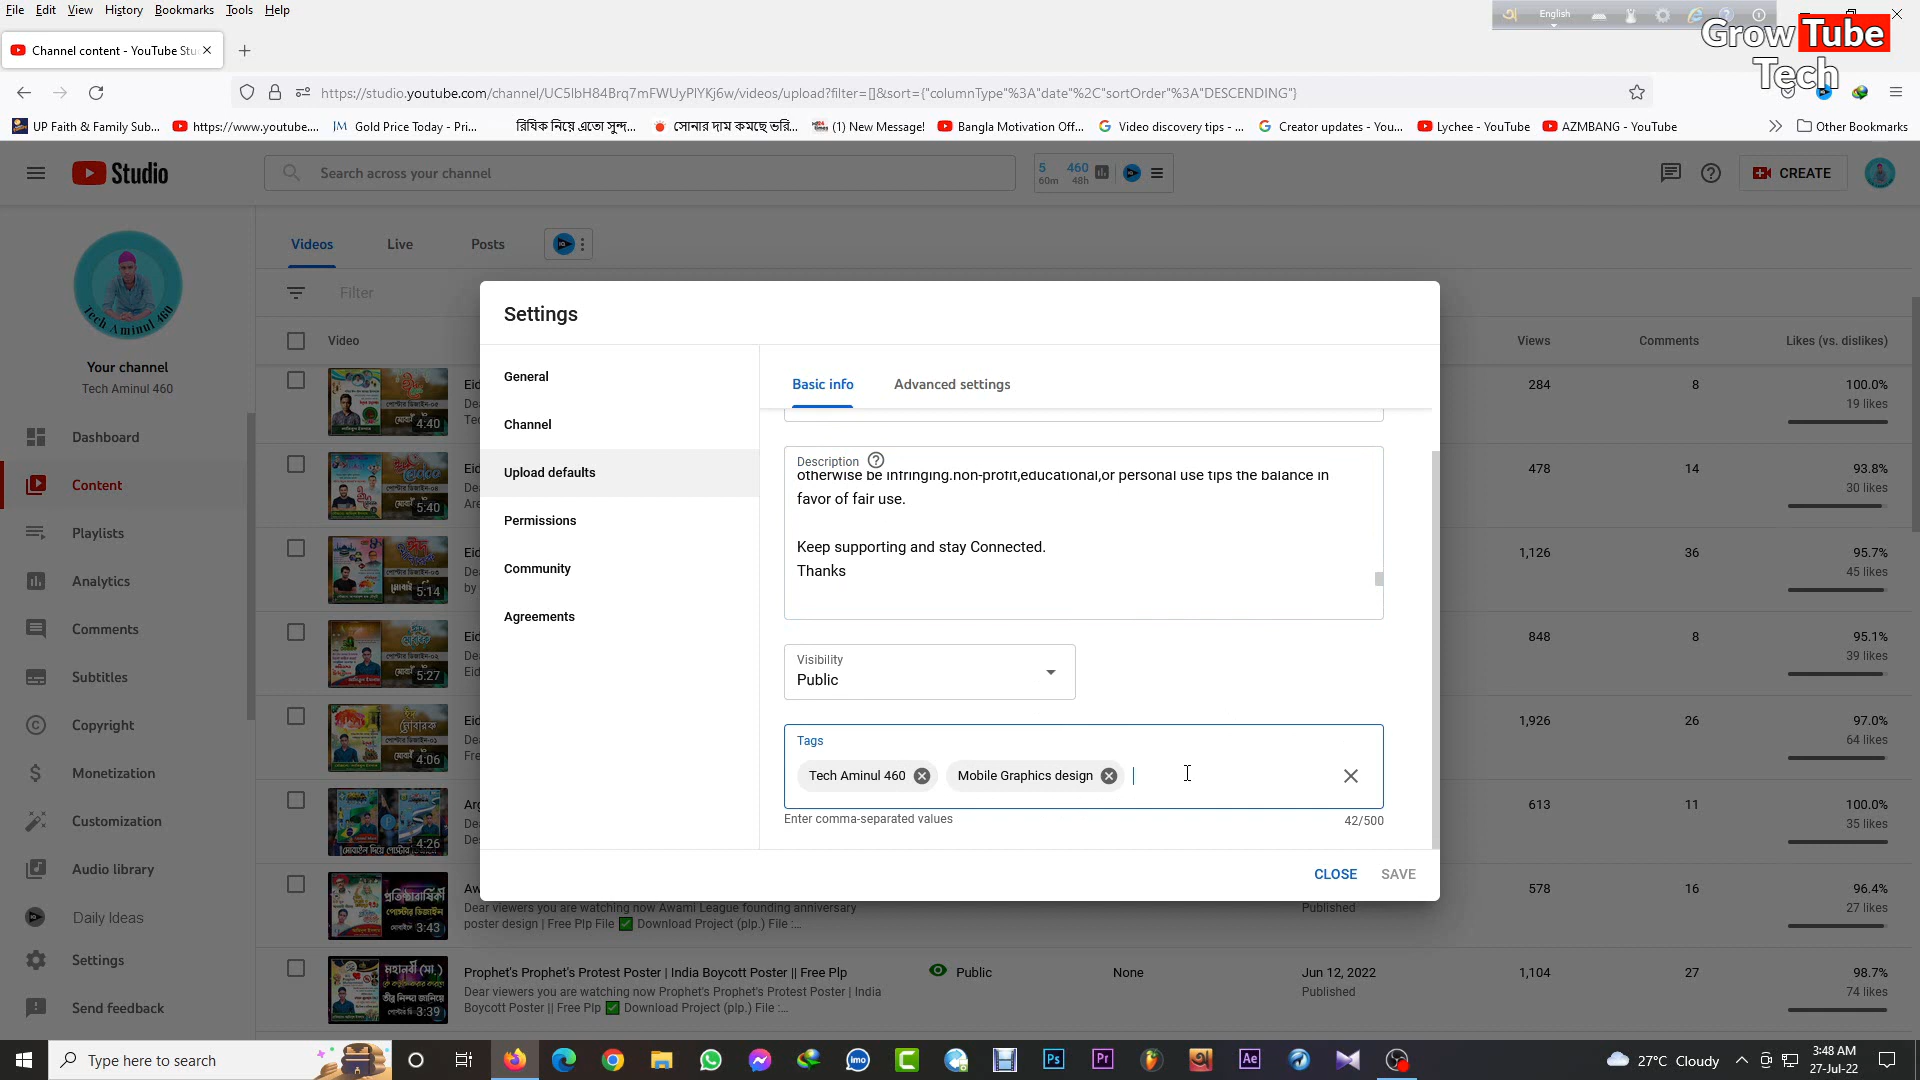 File Edit View History Bookmarks Tools Help
English
GrowTube
Tech
Channel content - YouTube Stu
https://studio.youtube.com/channel/UC5IbH84Brq7mFWUyPlYKj6w/videos/upload?filter=[]&sort={"columnType"%3A"date"%2C"sortOrder"%3A"DESCENDING"}
UP Faith & Family Sub... https://www.youtube.... Gold Price Today - Pri... রিযিক নিয়ে এতো সুন্দ... সোনার দাম কমছে ভরি... (1) New Message! Bangla Motivation Off... Video discovery tips - ... Creator updates - You... Lychee - YouTube AZMBANG - YouTube Other Bookmarks
Studio
Search across your channel
5 460
60m 48h
CREATE
Videos Live Posts
Filter
Video Views Comments Likes (vs. dislikes)
Tech Aminul 460
Your channel
Tech Aminul 460
Dashboard
Content
Playlists
Analytics
Comments
Subtitles
Copyright
Monetization
Customization
Audio library
Daily Ideas
Settings
Send feedback
Settings
General
Channel
Upload defaults
Permissions
Community
Agreements
Basic info Advanced settings
Description
otherwise be infringing.non-profit,educational,or personal use tips the balance in
favor of fair use.
Keep supporting and stay Connected.
Thanks
Visibility
Public
Tags
Tech Aminul 460 Mobile Graphics design
Enter comma-separated values 42/500
CLOSE SAVE
4:40
284 8 100.0%
19 likes
5:40
478 14 93.8%
30 likes
5:14
1,126 36 95.7%
45 likes
5:27
848 8 95.1%
39 likes
4:06
1,926 26 97.0%
64 likes
4:26
613 11 100.0%
35 likes
3:43
578 16 96.4%
27 likes
Dear viewers you are watching now Awami League founding anniversary Published
poster design | Free Plp File ✅ Download Project (plp.) File :...
3:39
Prophet's Prophet's Protest Poster | India Boycott Poster || Free Plp Public None Jun 12, 2022 1,104 27 98.7%
Dear viewers you are watching now Prophet's Prophet's Protest Poster | India Published 74 likes
Boycott Poster || Free Plp ✅ Download Project (plp.) File :...
Type here to search
27°C Cloudy
3:48 AM
27-Jul-22